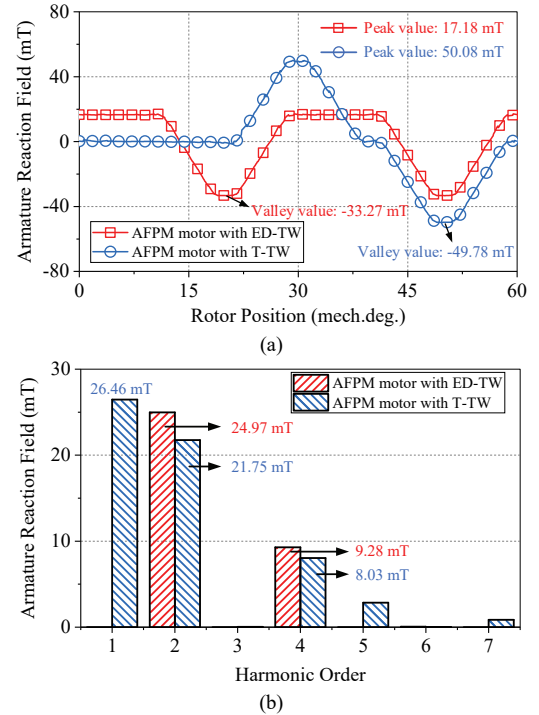 Peak value: 17.18 mT
Peak value: 50.08 mT
80
40
0
-40
-80
Armature Reaction Field (mT)
Valley value: -33.27 mT
AFPM motor with ED-TW
AFPM motor with T-TW
Valley value: -49.78 mT
0 15 30 45 60
Rotor Position (mech.deg.)
(a)
30
20
10
0
Armature Reaction Field (mT)
26.46 mT
AFPM motor with ED-TW
AFPM motor with T-TW
24.97 mT
21.75 mT
9.28 mT
8.03 mT
1 2 3 4 5 6 7
Harmonic Order
(b)